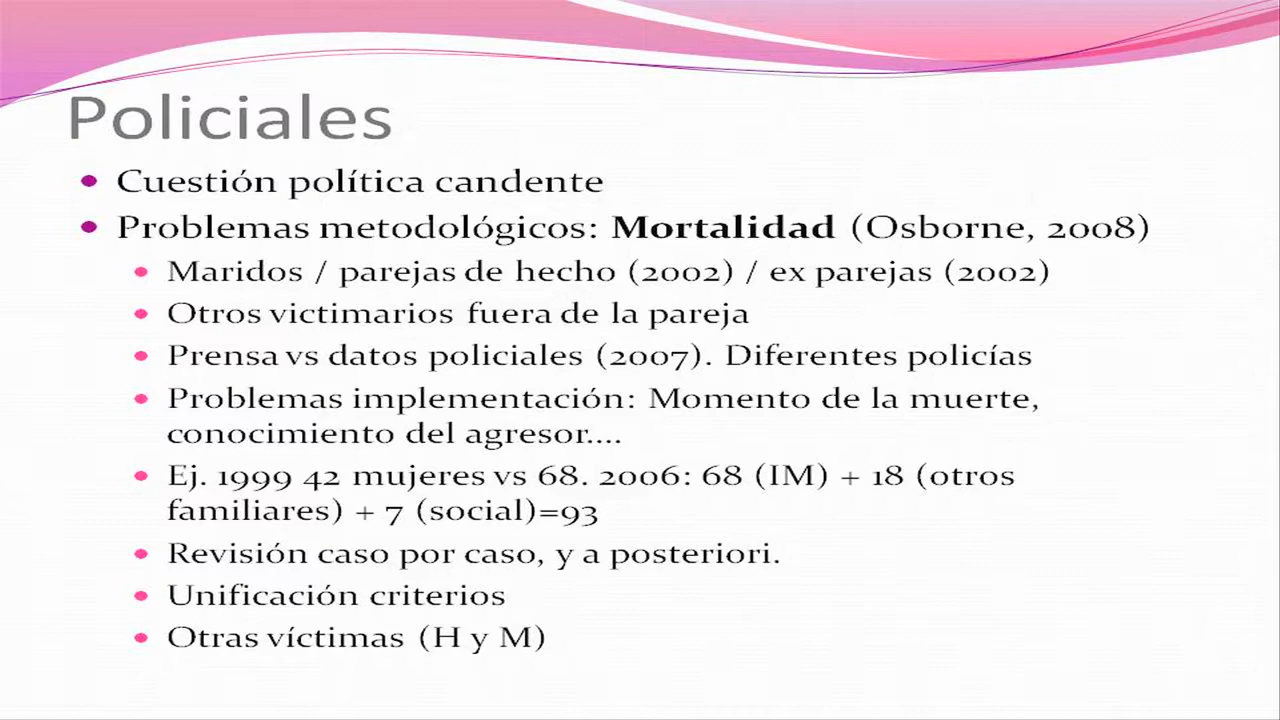 Policiales
Cuestión política candente
Problemas metodológicos: Mortalidad (Osborne, 2008)
Maridos / parejas de hecho (2002) / ex parejas (2002)
Otros victimarios fuera de la pareja
Prensa vs datos policiales (2007). Diferentes policías
Problemas implementación: Momento de la muerte,
conocimiento del agresor....
Ej. 1999 42 mujeres vs 68. 2006: 68 (IM) + 18 (otros
familiares) + 7 (social)=93
Revisión caso por caso, y a posteriori.
Unificación criterios
Otras víctimas (H y M)